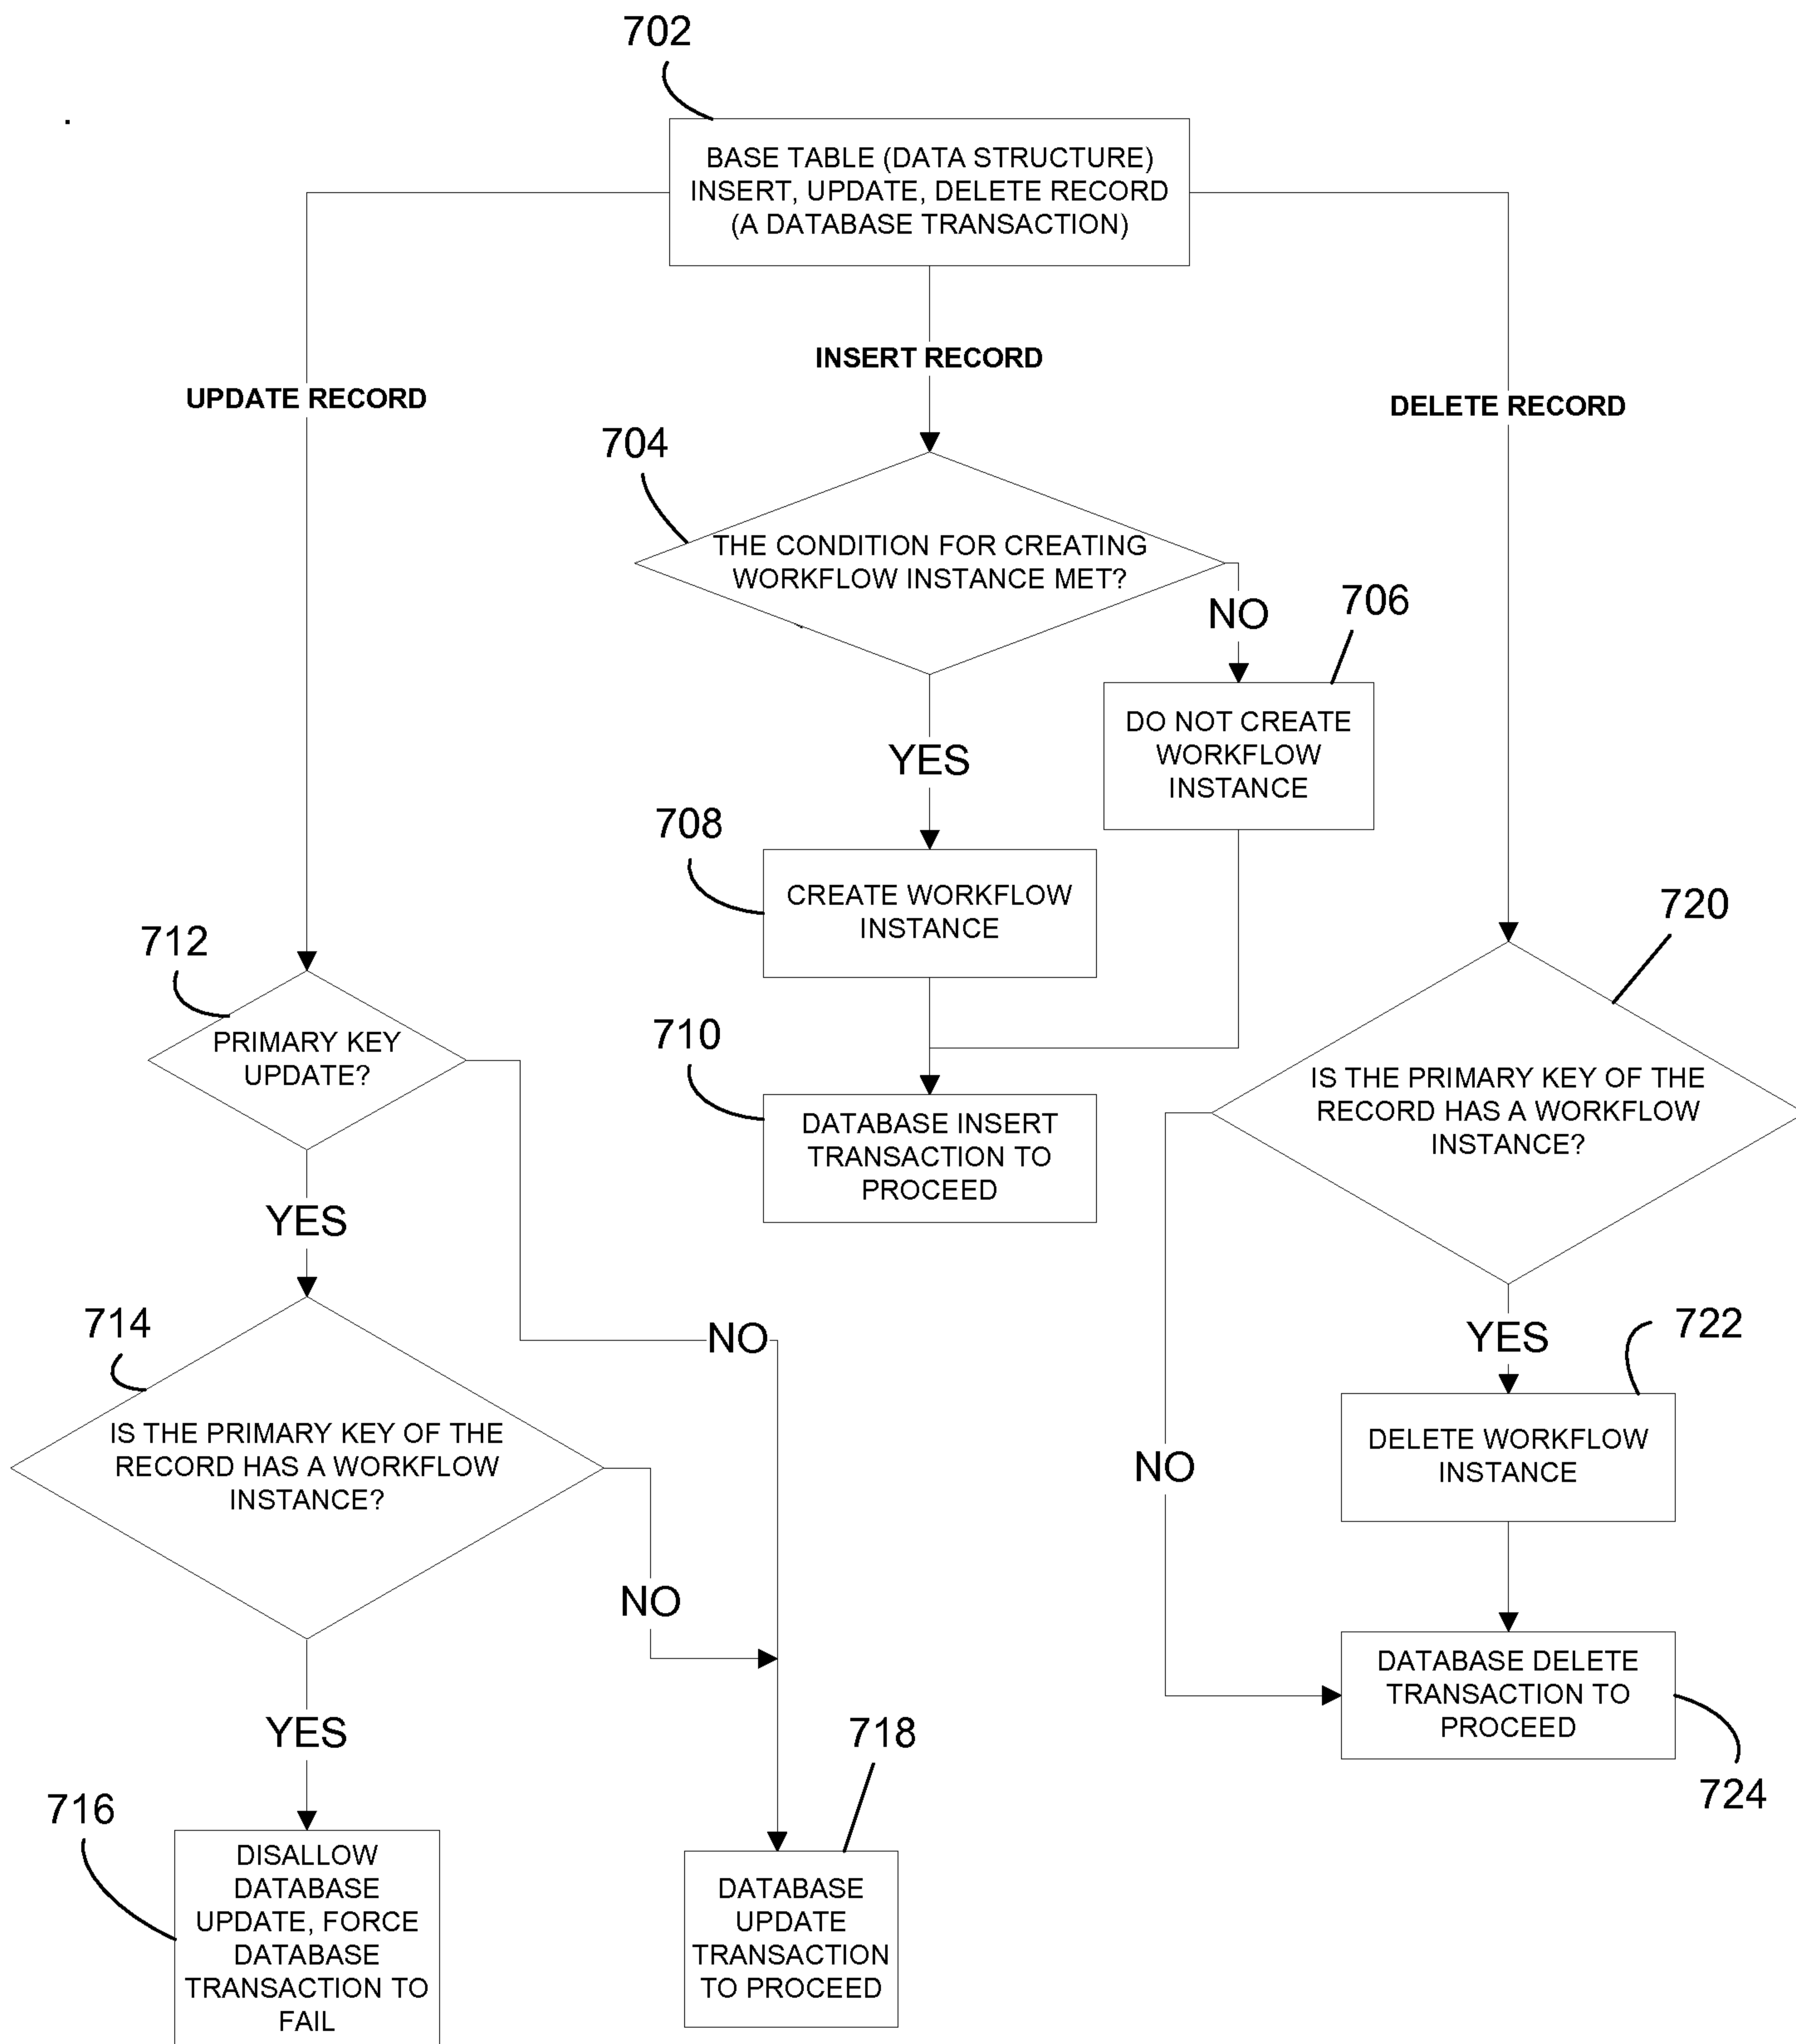 702
BASE TABLE (DATA STRUCTURE)
INSERT, UPDATE, DELETE RECORD
(A DATABASE TRANSACTION)
INSERT RECORD
UPDATE RECORD
DELETE RECORD
704
THE CONDITION FOR CREATING
WORKFLOW INSTANCE MET?
NO
706
DO NOT CREATE
WORKFLOW
INSTANCE
YES
708
CREATE WORKFLOW
INSTANCE
710
DATABASE INSERT
TRANSACTION TO
PROCEED
712
PRIMARY KEY
UPDATE?
YES
NO
714
IS THE PRIMARY KEY OF THE
RECORD HAS A WORKFLOW
INSTANCE?
NO
YES
716
DISALLOW
DATABASE
UPDATE, FORCE
DATABASE
TRANSACTION TO
FAIL
718
DATABASE
UPDATE
TRANSACTION
TO PROCEED
720
IS THE PRIMARY KEY OF THE
RECORD HAS A WORKFLOW
INSTANCE?
YES
722
DELETE WORKFLOW
INSTANCE
NO
DATABASE DELETE
TRANSACTION TO
PROCEED
724